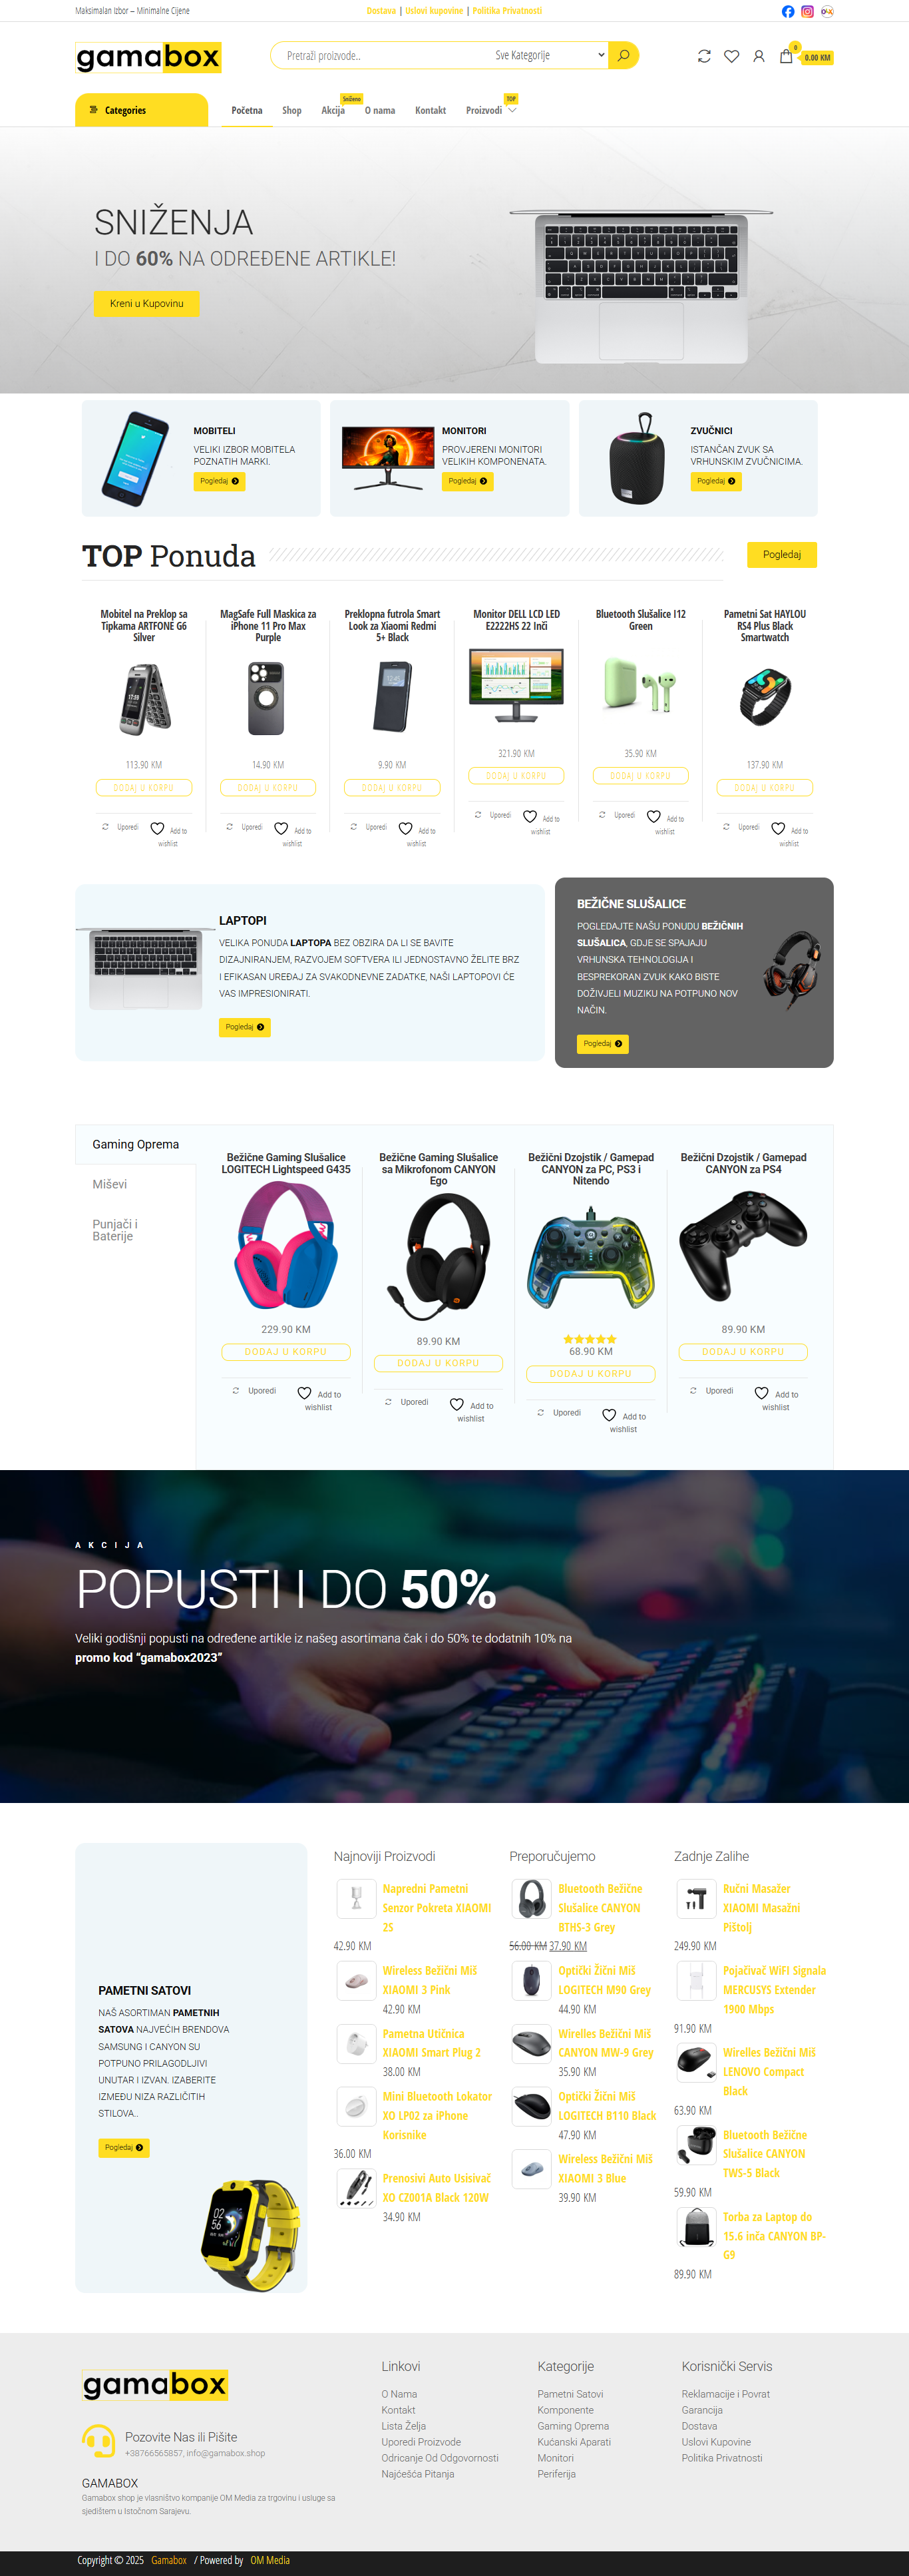 Maksimalan Izbor – Minimalne Cijene
Dostava | Uslovi kupovine | Politika Privatnosti
gamabox
Pretraži proizvode.. Sve Kategorije
0
0.00 KM
Categories
Početna Shop Akcija Sniženo O nama Kontakt Proizvodi TOP
SNIŽENJA
I DO 60% NA ODREĐENE ARTIKLE!
Kreni u Kupovinu
MOBITELI
VELIKI IZBOR MOBITELA
POZNATIH MARKI.
Pogledaj
MONITORI
PROVJERENI MONITORI
VELIKIH KOMPONENATA.
Pogledaj
ZVUČNICI
ISTANČAN ZVUK SA
VRHUNSKIM ZVUČNICIMA.
Pogledaj
TOP Ponuda
Pogledaj
Mobitel na Preklop sa
Tipkama ARTFONE G6
Silver
113.90 KM
DODAJ U KORPU
Uporedi Add to
wishlist
MagSafe Full Maskica za
iPhone 11 Pro Max
Purple
14.90 KM
DODAJ U KORPU
Uporedi Add to
wishlist
Preklopna futrola Smart
Look za Xiaomi Redmi
5+ Black
9.90 KM
DODAJ U KORPU
Uporedi Add to
wishlist
Monitor DELL LCD LED
E2222HS 22 Inči
321.90 KM
DODAJ U KORPU
Uporedi Add to
wishlist
Bluetooth Slušalice I12
Green
35.90 KM
DODAJ U KORPU
Uporedi Add to
wishlist
Pametni Sat HAYLOU
RS4 Plus Black
Smartwatch
137.90 KM
DODAJ U KORPU
Uporedi Add to
wishlist
LAPTOPI
VELIKA PONUDA LAPTOPA BEZ OBZIRA DA LI SE BAVITE
DIZAJNIRANJEM, RAZVOJEM SOFTVERA ILI JEDNOSTAVNO ŽELITE BRZ
I EFIKASAN UREĐAJ ZA SVAKODNEVNE ZADATKE, NAŠI LAPTOPOVI ĆE
VAS IMPRESIONIRATI.
Pogledaj
BEŽIČNE SLUŠALICE
POGLEDAJTE NAŠU PONUDU BEŽIČNIH
SLUŠALICA, GDJE SE SPAJAJU
VRHUNSKA TEHNOLOGIJA I
BESPREKORAN ZVUK KAKO BISTE
DOŽIVJELI MUZIKU NA POTPUNO NOV
NAČIN.
Pogledaj
Gaming Oprema
Miševi
Punjači i
Baterije
Bežične Gaming Slušalice
LOGITECH Lightspeed G435
229.90 KM
DODAJ U KORPU
Uporedi Add to
wishlist
Bežične Gaming Slušalice
sa Mikrofonom CANYON
Ego
89.90 KM
DODAJ U KORPU
Uporedi Add to
wishlist
Bežični Dzojstik / Gamepad
CANYON za PC, PS3 i
Nitendo
68.90 KM
DODAJ U KORPU
Uporedi Add to
wishlist
Bežični Dzojstik / Gamepad
CANYON za PS4
89.90 KM
DODAJ U KORPU
Uporedi Add to
wishlist
AKCIJA
POPUSTI I DO 50%
Veliki godišnji popusti na određene artikle iz našeg asortimana čak i do 50% te dodatnih 10% na
promo kod “gamabox2023”
PAMETNI SATOVI
NAŠ ASORTIMAN PAMETNIH
SATOVA NAJVEĆIH BRENDOVA
SAMSUNG I CANYON SU
POTPUNO PRILAGODLJIVI
UNUTAR I IZVAN. IZABERITE
IZMEĐU NIZA RAZLIČITIH
STILOVA..
Pogledaj
Najnoviji Proizvodi
Napredni Pametni
Senzor Pokreta XIAOMI
2S
42.90 KM
Wireless Bežični Miš
XIAOMI 3 Pink
42.90 KM
Pametna Utičnica
XIAOMI Smart Plug 2
38.00 KM
Mini Bluetooth Lokator
XO LP02 za iPhone
Korisnike
36.00 KM
Prenosivi Auto Usisivač
XO CZ001A Black 120W
34.90 KM
Preporučujemo
Bluetooth Bežične
Slušalice CANYON
BTHS-3 Grey
56.00 KM 37.90 KM
Optički Žični Miš
LOGITECH M90 Grey
44.90 KM
Wirelles Bežični Miš
CANYON MW-9 Grey
35.90 KM
Optički Žični Miš
LOGITECH B110 Black
47.90 KM
Wireless Bežični Miš
XIAOMI 3 Blue
39.90 KM
Zadnje Zalihe
Ručni Masažer
XIAOMI Masažni
Pištolj
249.90 KM
Pojačivač WiFI Signala
MERCUSYS Extender
1900 Mbps
91.90 KM
Wirelles Bežični Miš
LENOVO Compact
Black
63.90 KM
Bluetooth Bežične
Slušalice CANYON
TWS-5 Black
59.90 KM
Torba za Laptop do
15.6 inča CANYON BP-
G9
89.90 KM
gamabox
Pozovite Nas ili Pišite
+38766565857, info@gamabox.shop
GAMABOX
Gamabox shop je vlasništvo kompanije OM Media za trgovinu i usluge sa
sjedištem u Istočnom Sarajevu.
Linkovi
O Nama
Kontakt
Lista Želja
Uporedi Proizvode
Odricanje Od Odgovornosti
Najčešća Pitanja
Kategorije
Pametni Satovi
Komponente
Gaming Oprema
Kućanski Aparati
Monitori
Periferija
Korisnički Servis
Reklamacije i Povrat
Garancija
Dostava
Uslovi Kupovine
Politika Privatnosti
Copyright © 2025 Gamabox / Powered by OM Media